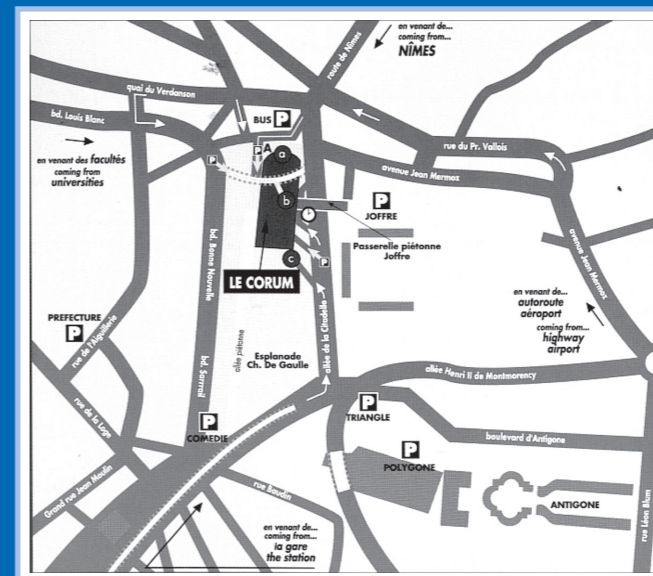 en venant de...
coming from...
NÎMES
route de Nîmes
quai du Verdanson
bd. Louis Blanc
BUS P
en venant des facultés
coming from
universities
P
P A
a
rue du Pr. Vallois
avenue Jean Mermoz
b
P
JOFFRE
Passerelle piétonne
Joffre
bd. Bonne Nouvelle
c
P
LE CORUM
avenue Jean Mermoz
en venant de...
autoroute
aéroport
coming from...
highway
airport
PREFECTURE
P
rue de l'Aiguillerie
allée piétonne
Esplanade
Ch. De Gaulle
allée de la Citadelle
bd. Sarrail
allée Henri II de Montmorency
rue de la Loge
P
COMEDIE
P
TRIANGLE
boulevard d'Antigone
P
POLYGONE
Grand rue Jean Moulin
rue Baudin
ANTIGONE
rue Léon Blum
en venant de...
coming from...
la gare
the station